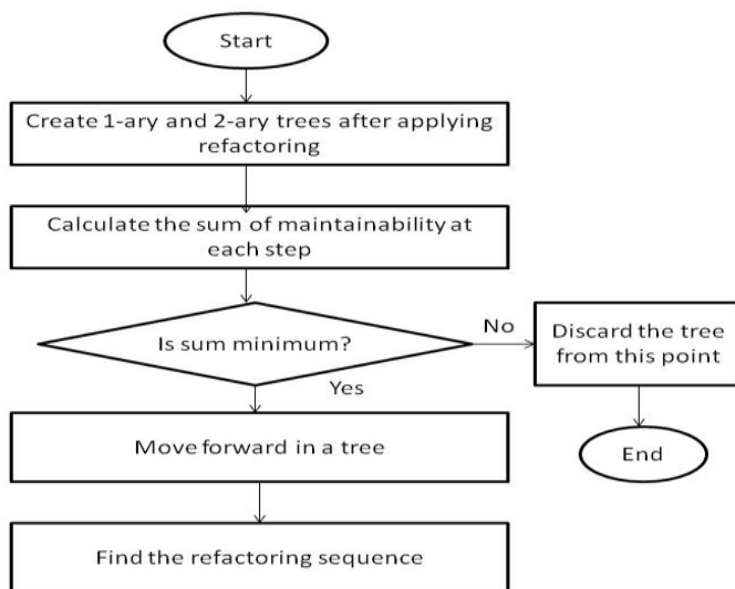 Start
Create 1-ary and 2-ary trees after applying
refactoring
Calculate the sum of maintainability at
each step
Is sum minimum?
No
Discard the tree
from this point
Yes
End
Move forward in a tree
Find the refactoring sequence